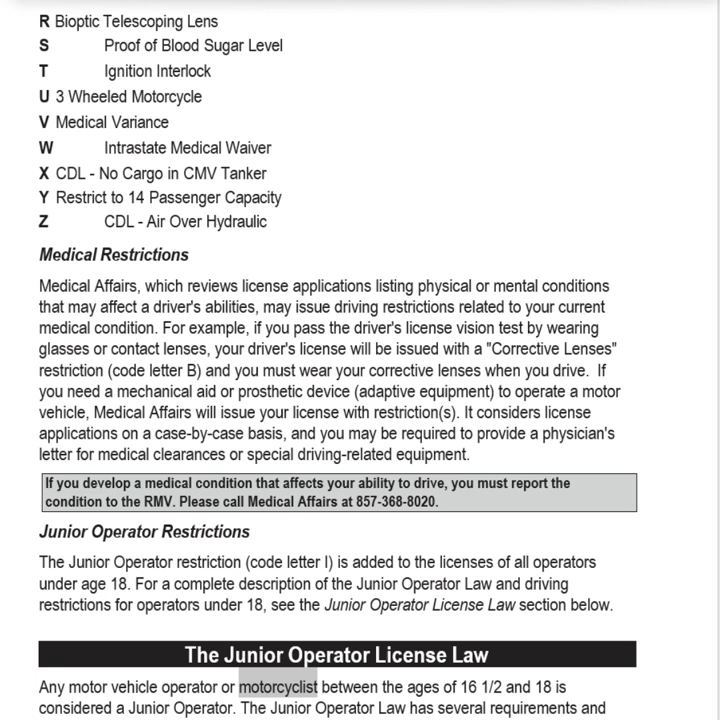 R Bioptic Telescoping Lens
S Proof of Blood Sugar Level
T Ignition Interlock
U 3 Wheeled Motorcycle
V Medical Variance
W Intrastate Medical Waiver
X CDL - No Cargo in CMV Tanker
Y Restrict to 14 Passenger Capacity
Z CDL - Air Over Hydraulic
Medical Restrictions
Medical Affairs, which reviews license applications listing physical or mental conditions
that may affect a driver's abilities, may issue driving restrictions related to your current
medical condition. For example, if you pass the driver's license vision test by wearing
glasses or contact lenses, your driver's license will be issued with a "Corrective Lenses"
restriction (code letter B) and you must wear your corrective lenses when you drive. If
you need a mechanical aid or prosthetic device (adaptive equipment) to operate a motor
vehicle, Medical Affairs will issue your license with restriction(s). It considers license
applications on a case-by-case basis, and you may be required to provide a physician's
letter for medical clearances or special driving-related equipment.
If you develop a medical condition that affects your ability to drive, you must report the
condition to the RMV. Please call Medical Affairs at 857-368-8020.
Junior Operator Restrictions
The Junior Operator restriction (code letter I) is added to the licenses of all operators
under age 18. For a complete description of the Junior Operator Law and driving
restrictions for operators under 18, see the Junior Operator License Law section below.
The Junior Operator License Law
Any motor vehicle operator or motorcyclist between the ages of 16 1/2 and 18 is
considered a Junior Operator. The Junior Operator Law has several requirements and